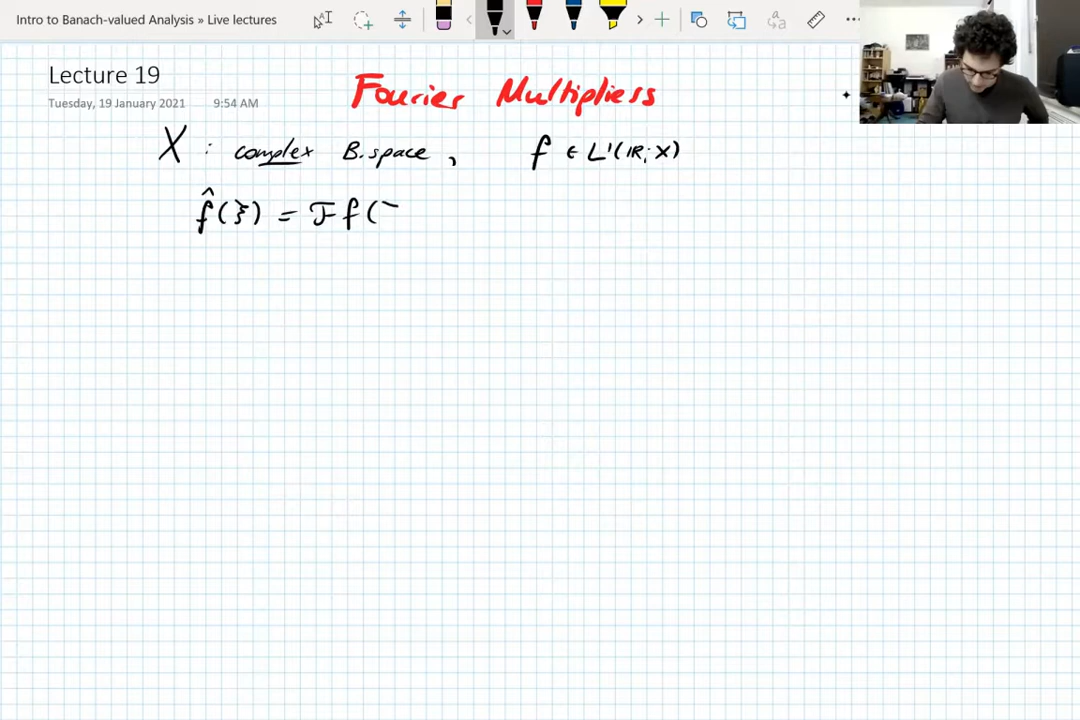 Intro to Banach-valued Analysis » Live lectures
Lecture 19
Tuesday, 19 January 2021 9:54 AM
Fourier Multipliers
X : complex B. space , f ∈ L¹(ℝ; X)
f̂(ξ) = ℱf(